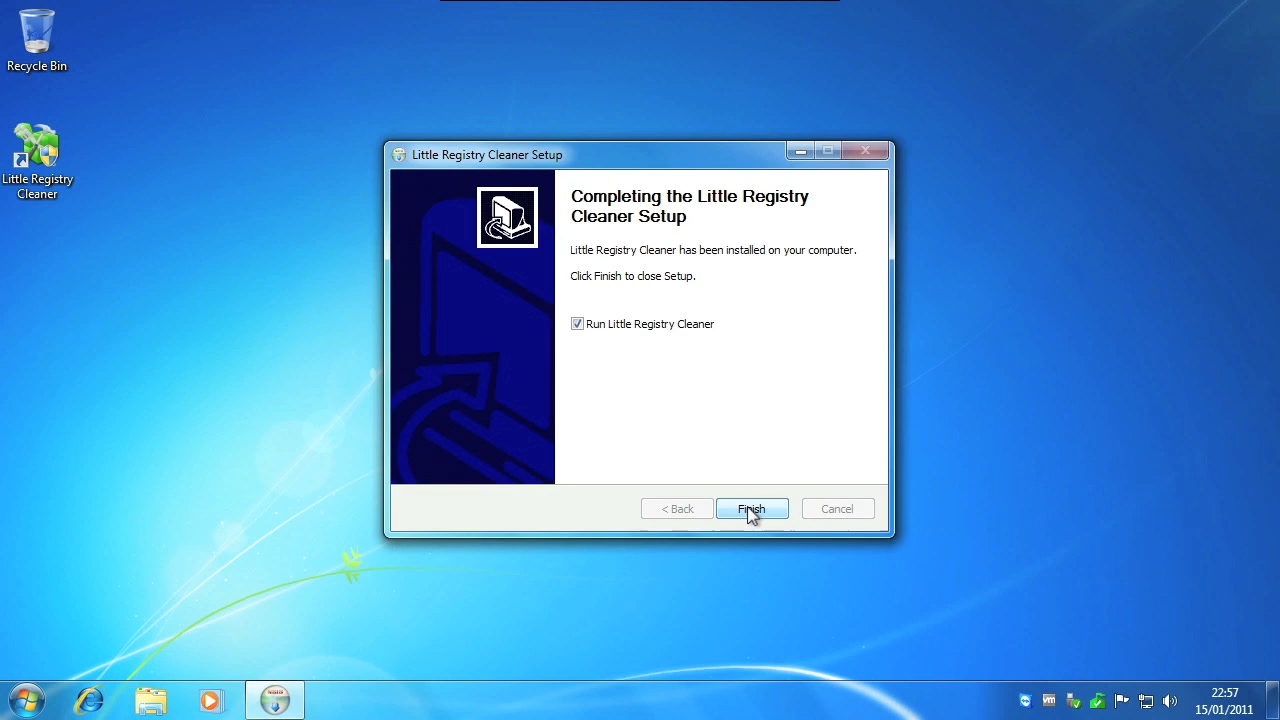 Recycle Bin
Little Registry
Cleaner
Little Registry Cleaner Setup
Completing the Little Registry
Cleaner Setup
Little Registry Cleaner has been installed on your computer.
Click Finish to close Setup.
Run Little Registry Cleaner
< Back
Finish
Cancel
22:57
15/01/2011